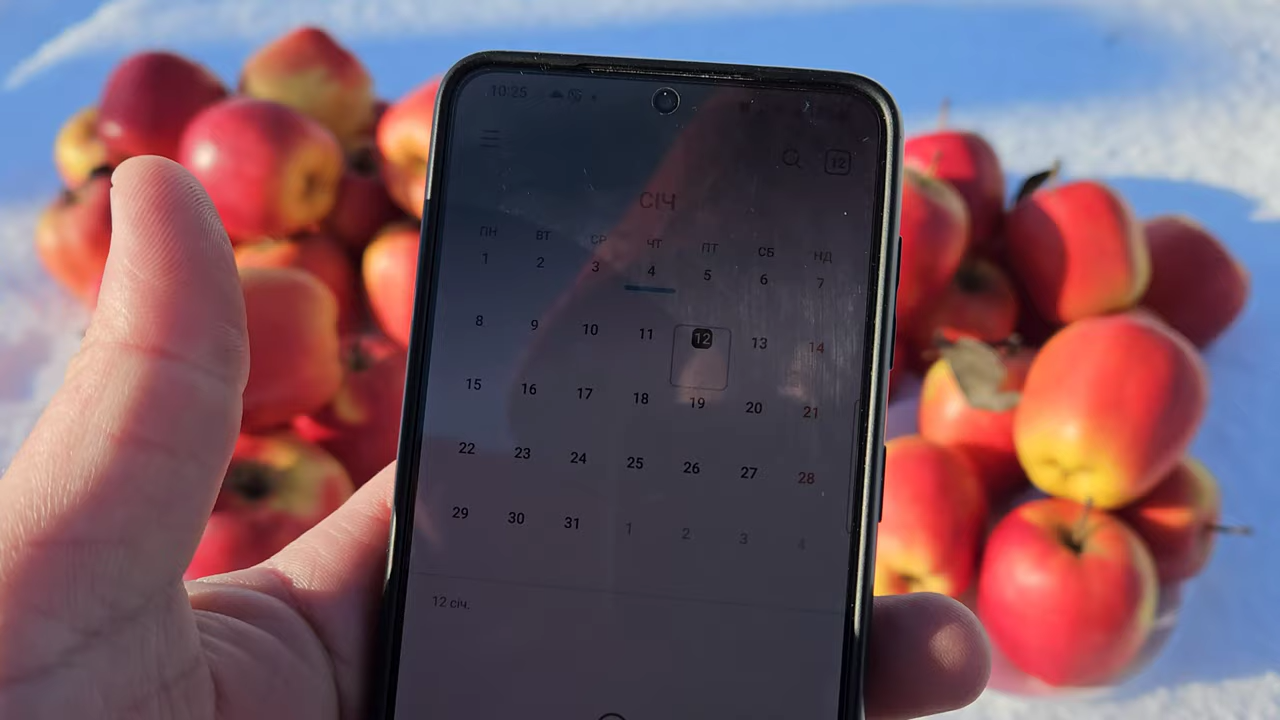 10:25
12
СІЧ
ПН ВТ СР ЧТ ПТ СБ НД
1 2 3 4 5 6 7
8 9 10 11 12 13 14
15 16 17 18 19 20 21
22 23 24 25 26 27 28
29 30 31 1 2 3 4
12 січ.